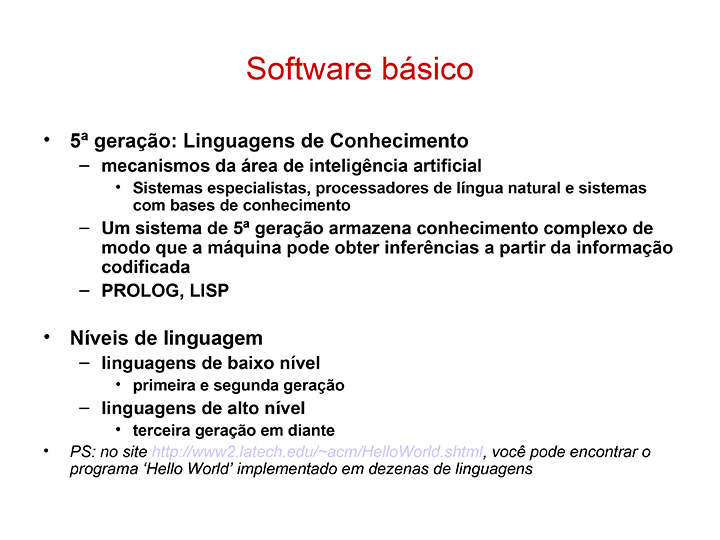 Software básico
• 5ª geração: Linguagens de Conhecimento
– mecanismos da área de inteligência artificial
• Sistemas especialistas, processadores de língua natural e sistemas
com bases de conhecimento
– Um sistema de 5ª geração armazena conhecimento complexo de
modo que a máquina pode obter inferências a partir da informação
codificada
– PROLOG, LISP
• Níveis de linguagem
– linguagens de baixo nível
• primeira e segunda geração
– linguagens de alto nível
• terceira geração em diante
• PS: no site http://www2.latech.edu/~acm/HelloWorld.shtml, você pode encontrar o
programa ‘Hello World’ implementado em dezenas de linguagens